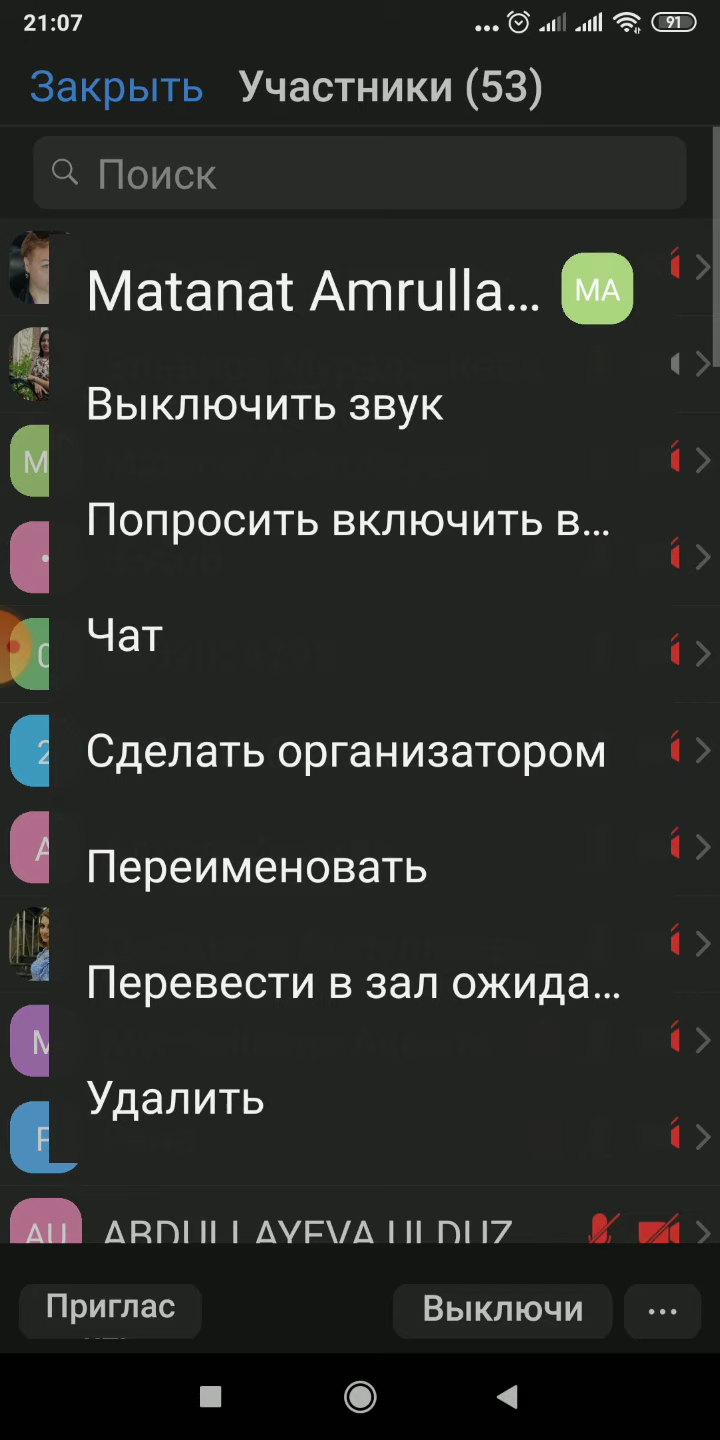 21:07
91
Закрыть Участники (53)
Поиск
Matanat Amrulla... MA
Выключить звук
Попросить включить в...
Чат
Сделать организатором
Переименовать
Перевести в зал ожида...
Удалить
AU ABDULLAYEVA ULDUZ
Приглас
Выключи